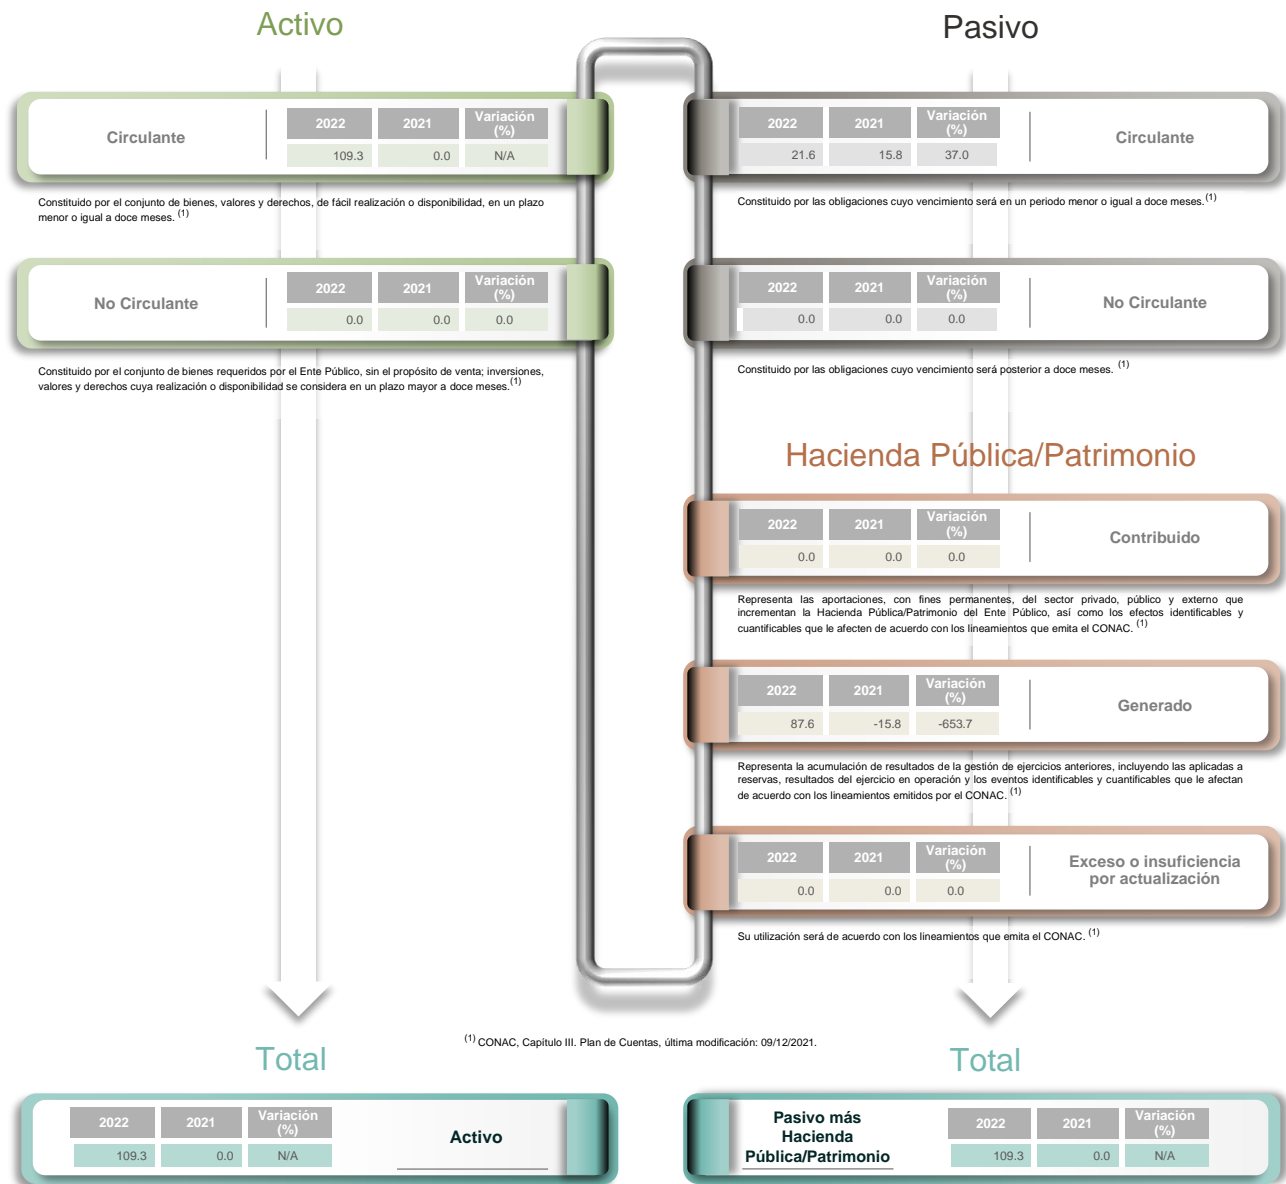 Activo
Circulante
2022 2021 Variación (%)
109.3 0.0 N/A
Constituido por el conjunto de bienes, valores y derechos, de fácil realización o disponibilidad, en un plazo
menor o igual a doce meses. (1)
No Circulante
2022 2021 Variación (%)
0.0 0.0 0.0
Constituido por el conjunto de bienes requeridos por el Ente Público, sin el propósito de venta; inversiones,
valores y derechos cuya realización o disponibilidad se considera en un plazo mayor a doce meses.(1)
Pasivo
2022 2021 Variación (%)
21.6 15.8 37.0
Circulante
Constituido por las obligaciones cuyo vencimiento será en un periodo menor o igual a doce meses.(1)
2022 2021 Variación (%)
0.0 0.0 0.0
No Circulante
Constituido por las obligaciones cuyo vencimiento será posterior a doce meses. (1)
Hacienda Pública/Patrimonio
2022 2021 Variación (%)
0.0 0.0 0.0
Contribuido
Representa las aportaciones, con fines permanentes, del sector privado, público y externo que
incrementan la Hacienda Pública/Patrimonio del Ente Público, así como los efectos identificables y
cuantificables que le afecten de acuerdo con los lineamientos que emita el CONAC. (1)
2022 2021 Variación (%)
87.6 -15.8 -653.7
Generado
Representa la acumulación de resultados de la gestión de ejercicios anteriores, incluyendo las aplicadas a
reservas, resultados del ejercicio en operación y los eventos identificables y cuantificables que le afectan
de acuerdo con los lineamientos emitidos por el CONAC. (1)
2022 2021 Variación (%)
0.0 0.0 0.0
Exceso o insuficiencia
por actualización
Su utilización será de acuerdo con los lineamientos que emita el CONAC. (1)
(1) CONAC, Capítulo III. Plan de Cuentas, última modificación: 09/12/2021.
Total
2022 2021 Variación (%)
109.3 0.0 N/A
Activo
Total
Pasivo más
Hacienda
Pública/Patrimonio
2022 2021 Variación (%)
109.3 0.0 N/A